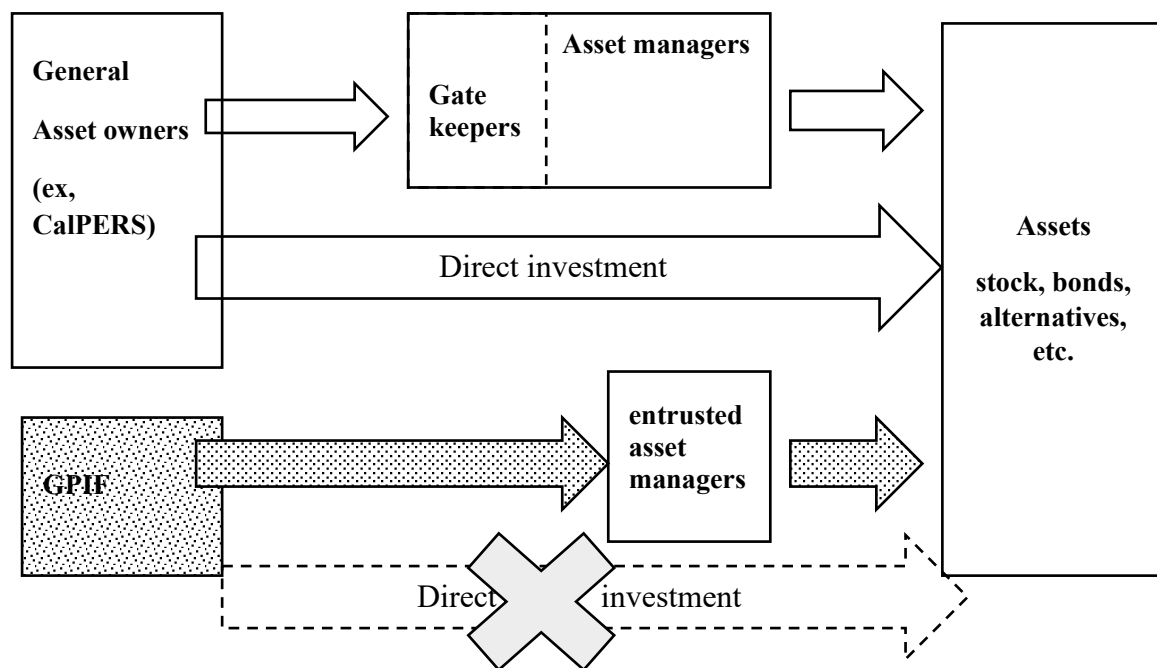 General
Asset owners
(ex,
CalPERS)
Gate
keepers
Asset managers
Direct investment
Assets
stock, bonds,
alternatives,
etc.
GPIF
entrusted
asset
managers
Direct investment